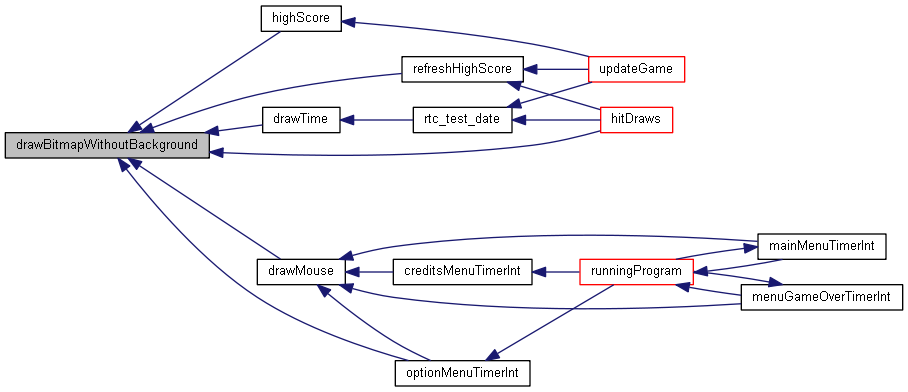 highScore
refreshHighScore
updateGame
drawTime
rtc_test_date
hitDraws
drawBitmapWithoutBackground
mainMenuTimerInt
drawMouse
creditsMenuTimerInt
runningProgram
menuGameOverTimerInt
optionMenuTimerInt